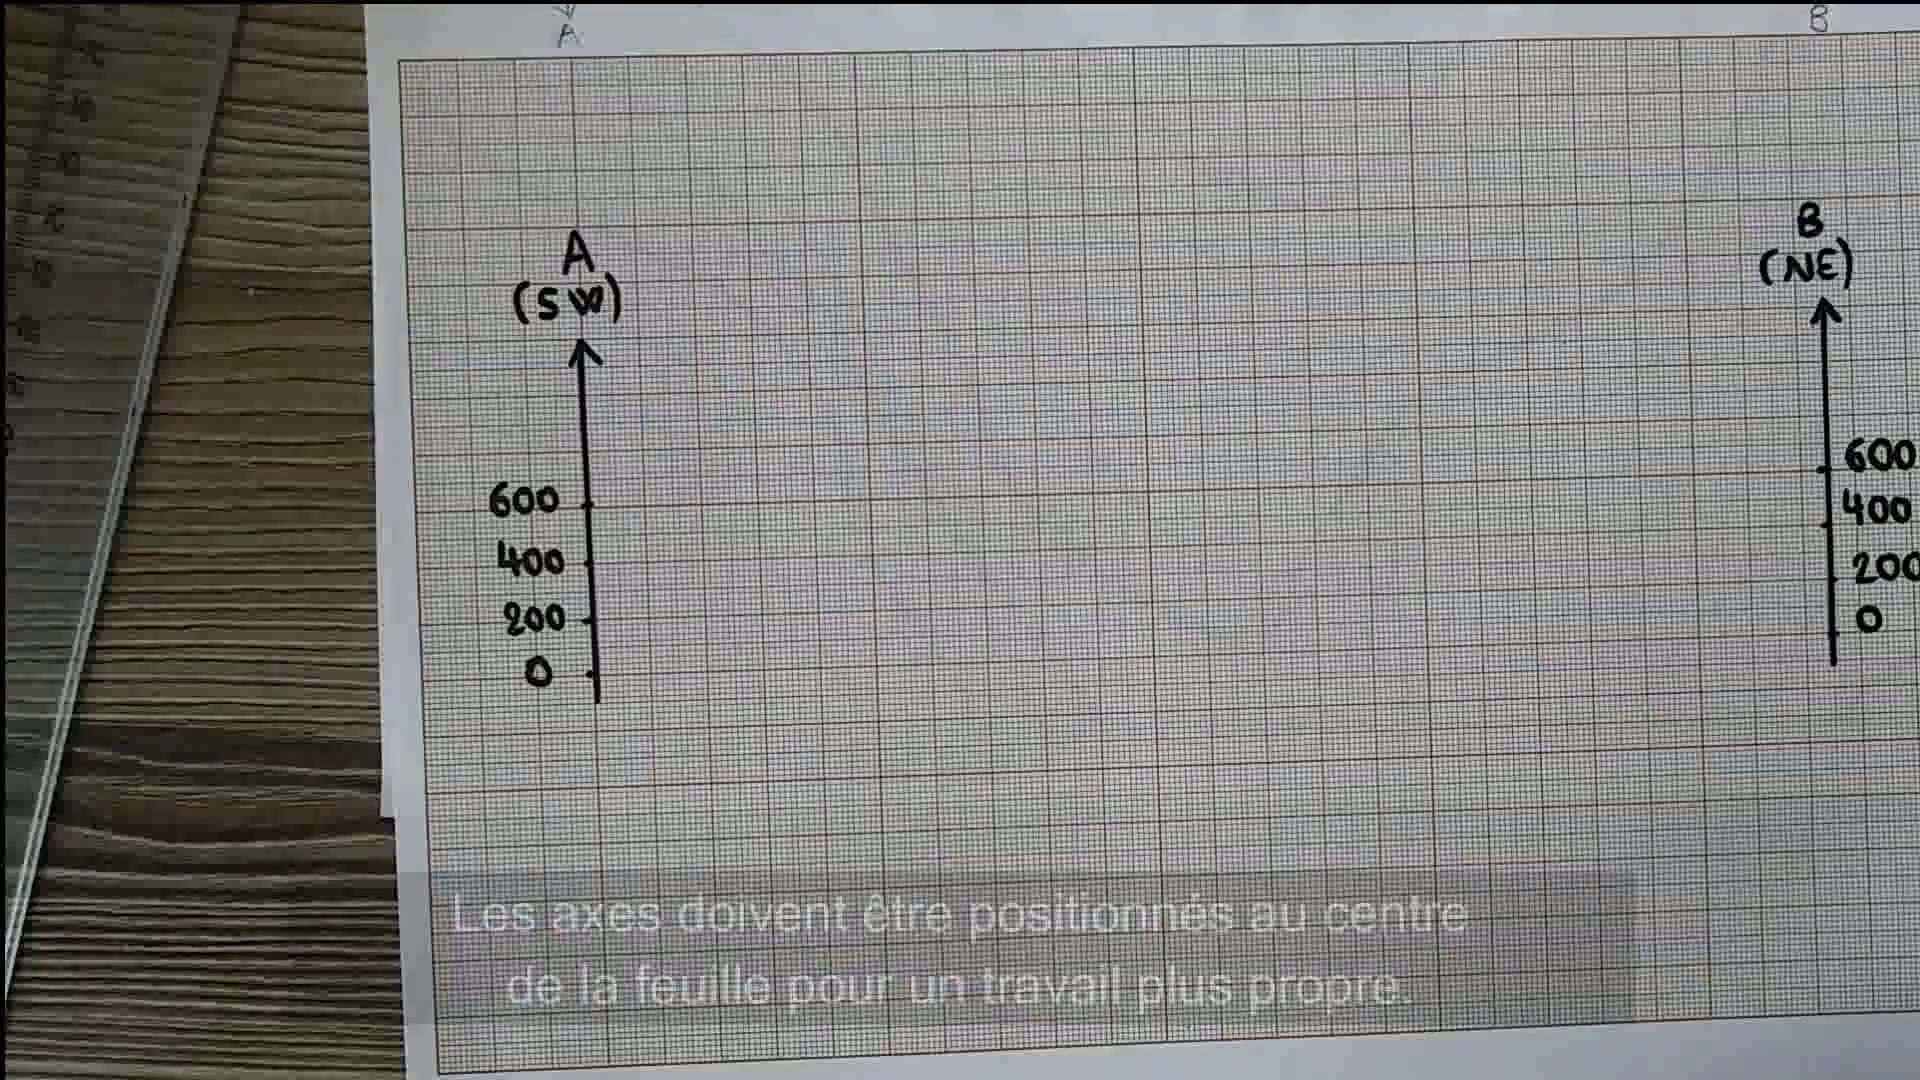 A
B
A
(SW)
B
(NE)
600
400
200
0
600
400
200
0
Les axes doivent être positionnés au centre
de la feuille pour un travail plus propre.